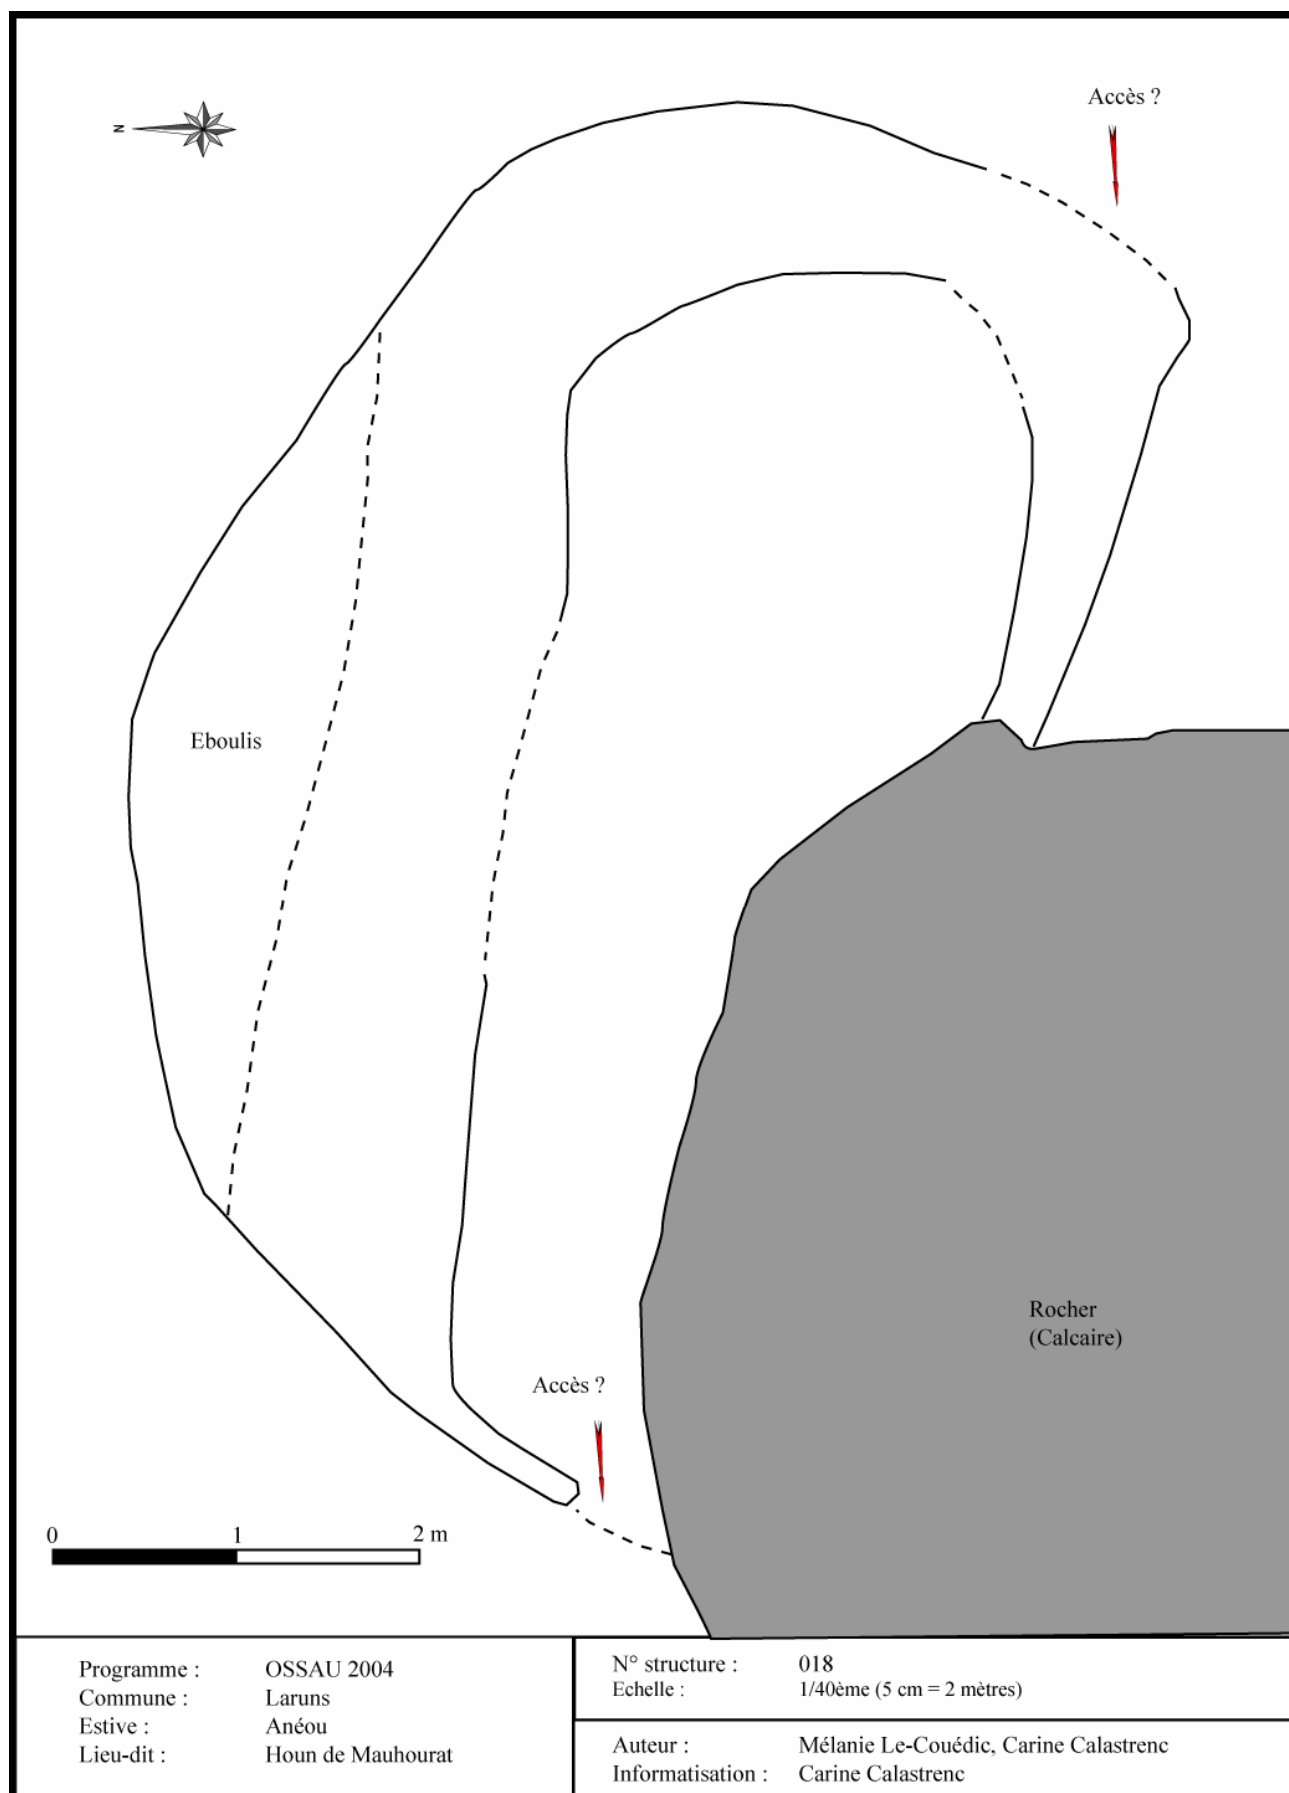 N
Accès ?
Eboulis
Rocher
(Calcaire)
Accès ?
0 1 2 m
Programme : OSSAU 2004
Commune : Laruns
Estive : Anéou
Lieu-dit : Houn de Mauhourat
N° structure : 018
Echelle : 1/40ème (5 cm = 2 mètres)
Auteur : Mélanie Le-Couédic, Carine Calastrenc
Informatisation : Carine Calastrenc